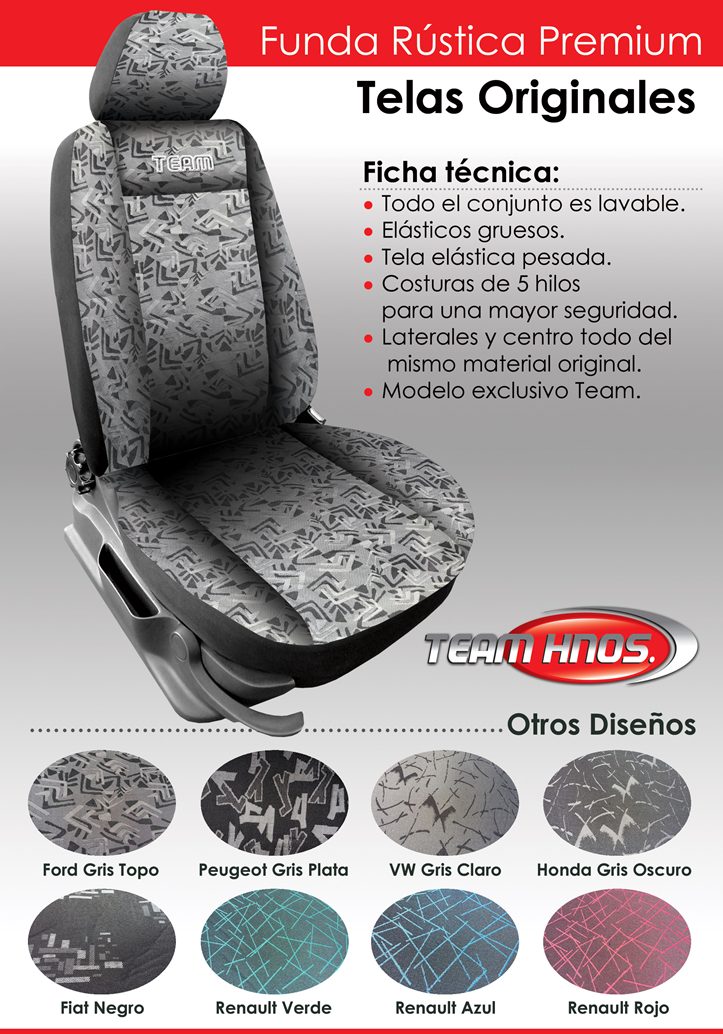 Funda Rústica Premium
Telas Originales
TEAM
Ficha técnica:
• Todo el conjunto es lavable.
• Elásticos gruesos.
• Tela elástica pesada.
• Costuras de 5 hilos
para una mayor seguridad.
• Laterales y centro todo del
mismo material original.
• Modelo exclusivo Team.
TEAM HNOS.
Otros Diseños
Ford Gris Topo
Peugeot Gris Plata
VW Gris Claro
Honda Gris Oscuro
Fiat Negro
Renault Verde
Renault Azul
Renault Rojo